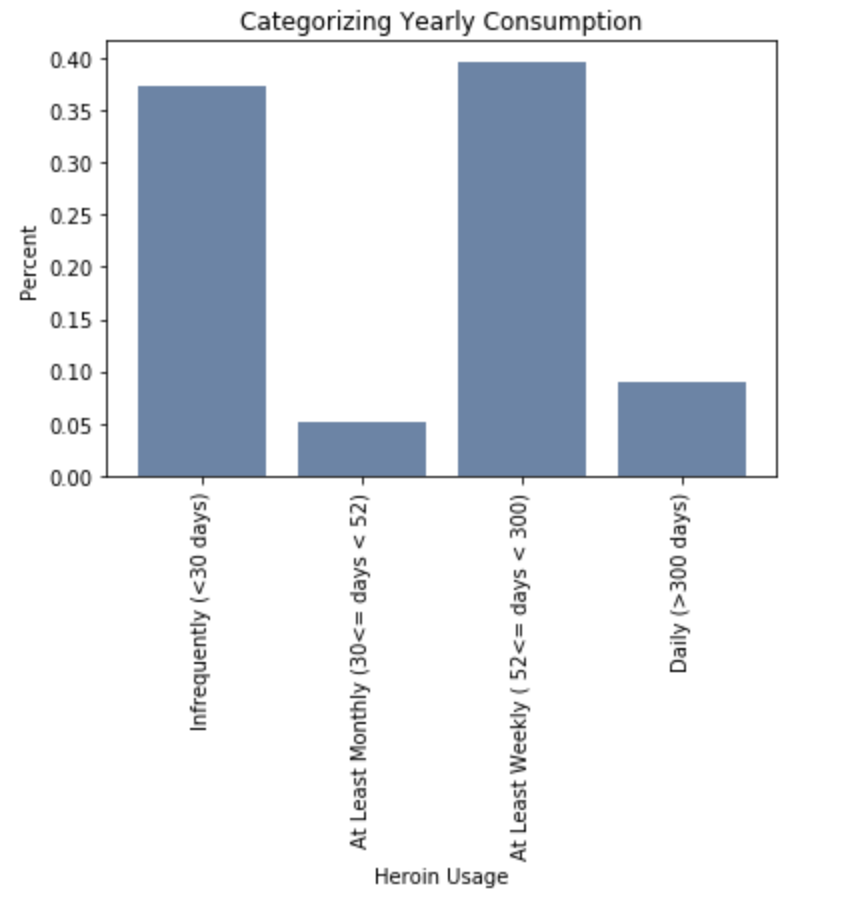 Categorizing Yearly Consumption
0.40
0.35
0.30
0.25
0.20
0.15
0.10
0.05
0.00
Percent
Infrequently (<30 days)
At Least Monthly (30<= days < 52)
At Least Weekly ( 52<= days < 300)
Daily (>300 days)
Heroin Usage